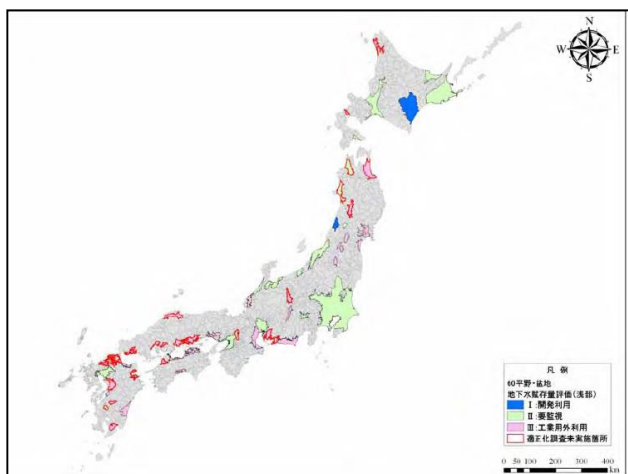 N
W E
S
凡 例
60平野・盆地
地下水賦存量評価(浅部)
Ⅰ:開発利用
Ⅱ:要監視
Ⅲ:工業用外利用
適正化調査未実施箇所
0 50 100 200 300 400
km